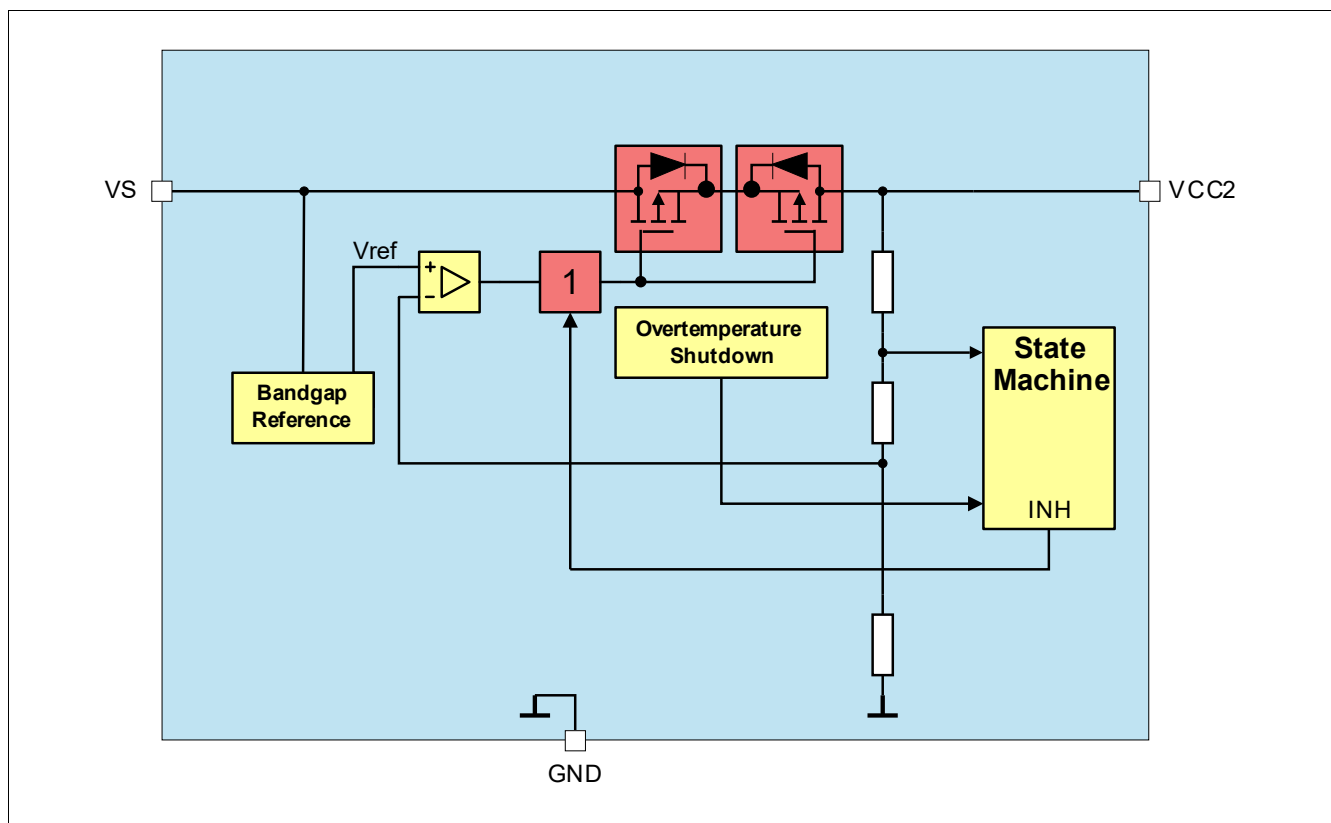 VS
VCC2
Vref
+
-
1
Overtemperature
Shutdown
State
Machine
Bandgap
Reference
INH
GND